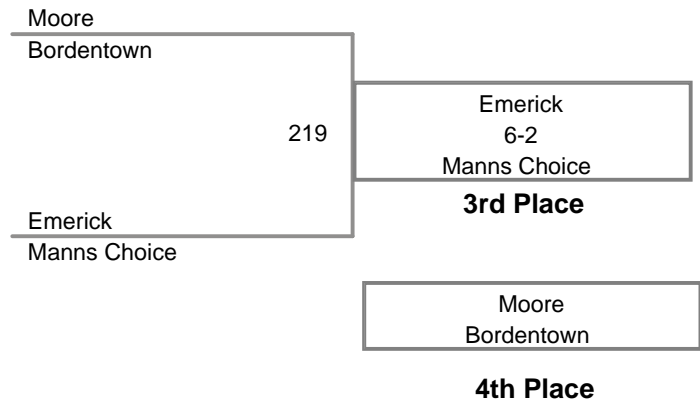 Moore
Bordentown
219
Emerick
6-2
Manns Choice
3rd Place
Emerick
Manns Choice
Moore
Bordentown
4th Place